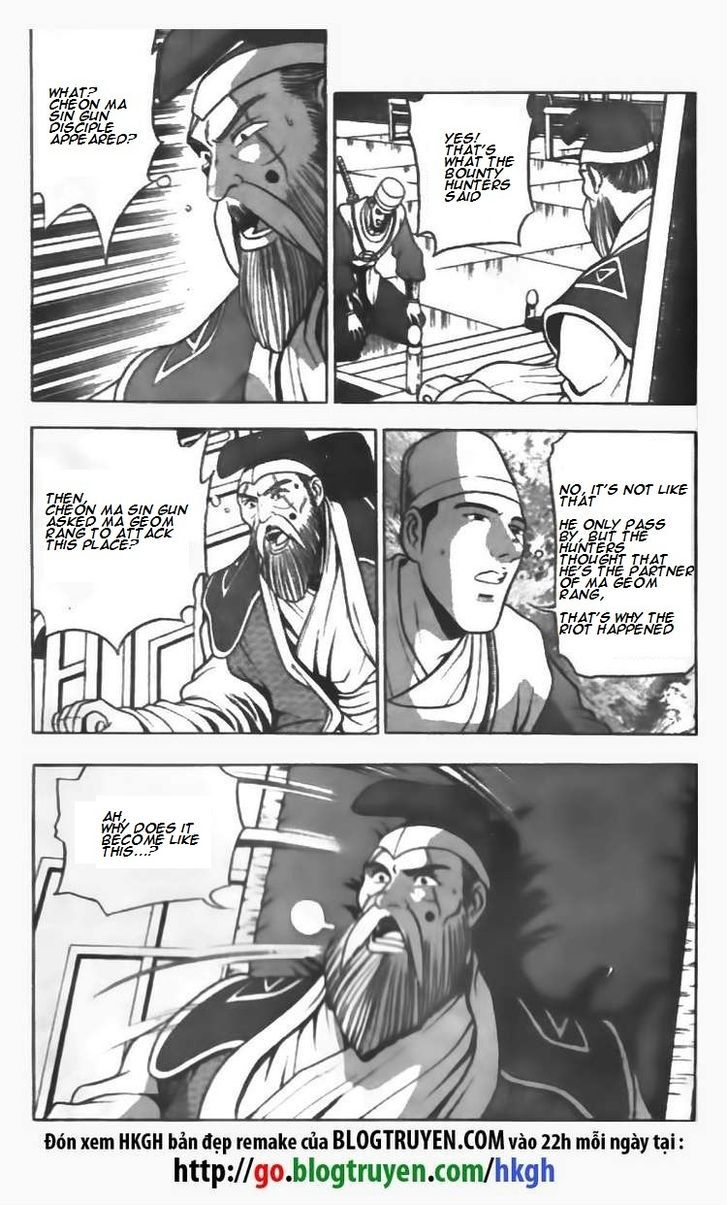 WHAT?
CHEON MA
SIN GUN
DISCIPLE
APPEARED?
YES!
THAT'S
WHAT THE
BOUNTY
HUNTERS
SAID
THEN,
CHEON MA SIN GUN
ASKED MA GEOM
RANG TO ATTACK
THIS PLACE?
NO, IT'S NOT LIKE
THAT
HE ONLY PASS
BY, BUT THE
HUNTERS
THOUGHT THAT
HE'S THE PARTNER
OF MA GEOM
RANG,
THAT'S WHY THE
RIOT HAPPENED
AH,
WHY DOES IT
BECOME LIKE
THIS...?
Đón xem HKGH bản đẹp remake của BLOGTRUYEN.COM vào 22h mỗi ngày tại :
http://go.blogtruyen.com/hkgh